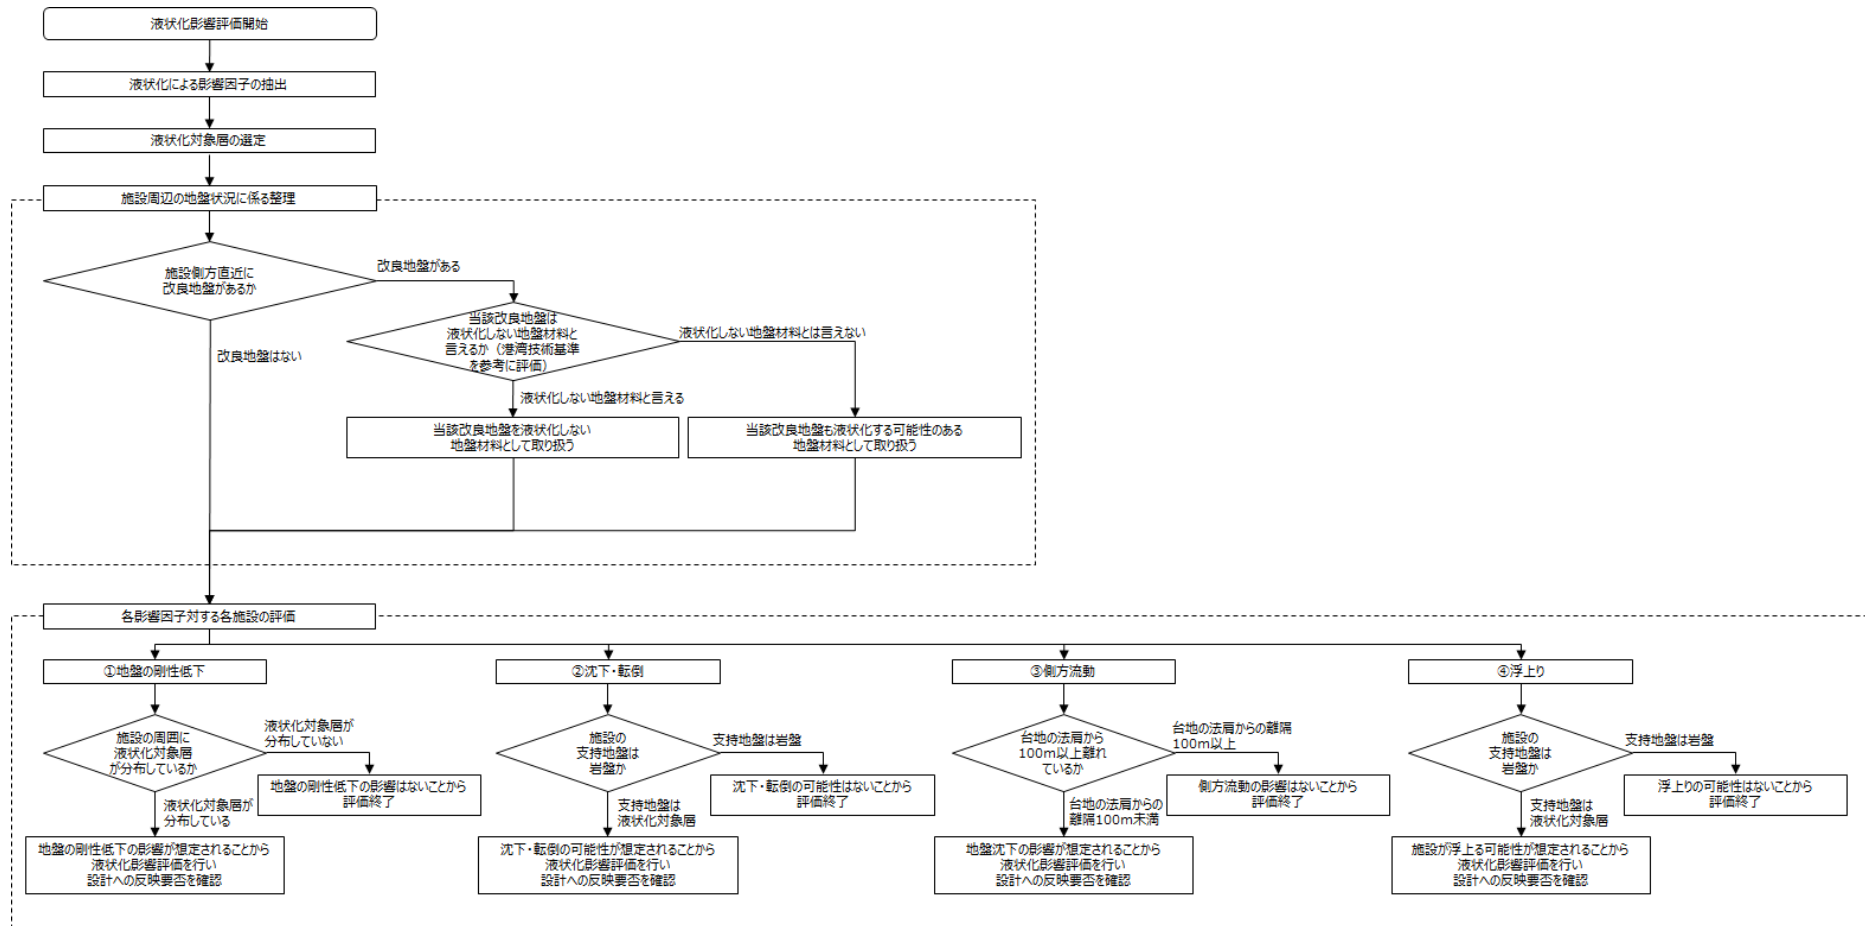 液状化影響評価開始
液状化による影響因子の抽出
液状化対象層の選定
施設周辺の地盤状況に係る整理
施設側方直近に
改良地盤があるか
改良地盤がある
改良地盤はない
当該改良地盤は
液状化しない地盤材料と
言えるか（港湾技術基準
を参考に評価）
液状化しない地盤材料とは言えない
液状化しない地盤材料と言える
当該改良地盤を液状化しない
地盤材料として取り扱う
当該改良地盤も液状化する可能性のある
地盤材料として取り扱う
各影響因子対する各施設の評価
①地盤の剛性低下
施設の周囲に
液状化対象層
が分布しているか
液状化対象層が
分布していない
地盤の剛性低下の影響はないことから
評価終了
液状化対象層が
分布している
地盤の剛性低下の影響が想定されることから
液状化影響評価を行い
設計への反映要否を確認
②沈下・転倒
施設の
支持地盤は
岩盤か
支持地盤は岩盤
沈下・転倒の可能性はないことから
評価終了
支持地盤は
液状化対象層
沈下・転倒の可能性が想定されることから
液状化影響評価を行い
設計への反映要否を確認
③側方流動
台地の法肩から
100m以上離れ
ているか
台地の法肩からの離隔
100m以上
側方流動の影響はないことから
評価終了
台地の法肩からの
離隔100m未満
地盤沈下の影響が想定されることから
液状化影響評価を行い
設計への反映要否を確認
④浮上り
施設の
支持地盤は
岩盤か
支持地盤は岩盤
浮上りの可能性はないことから
評価終了
支持地盤は
液状化対象層
施設が浮上る可能性が想定されることから
液状化影響評価を行い
設計への反映要否を確認